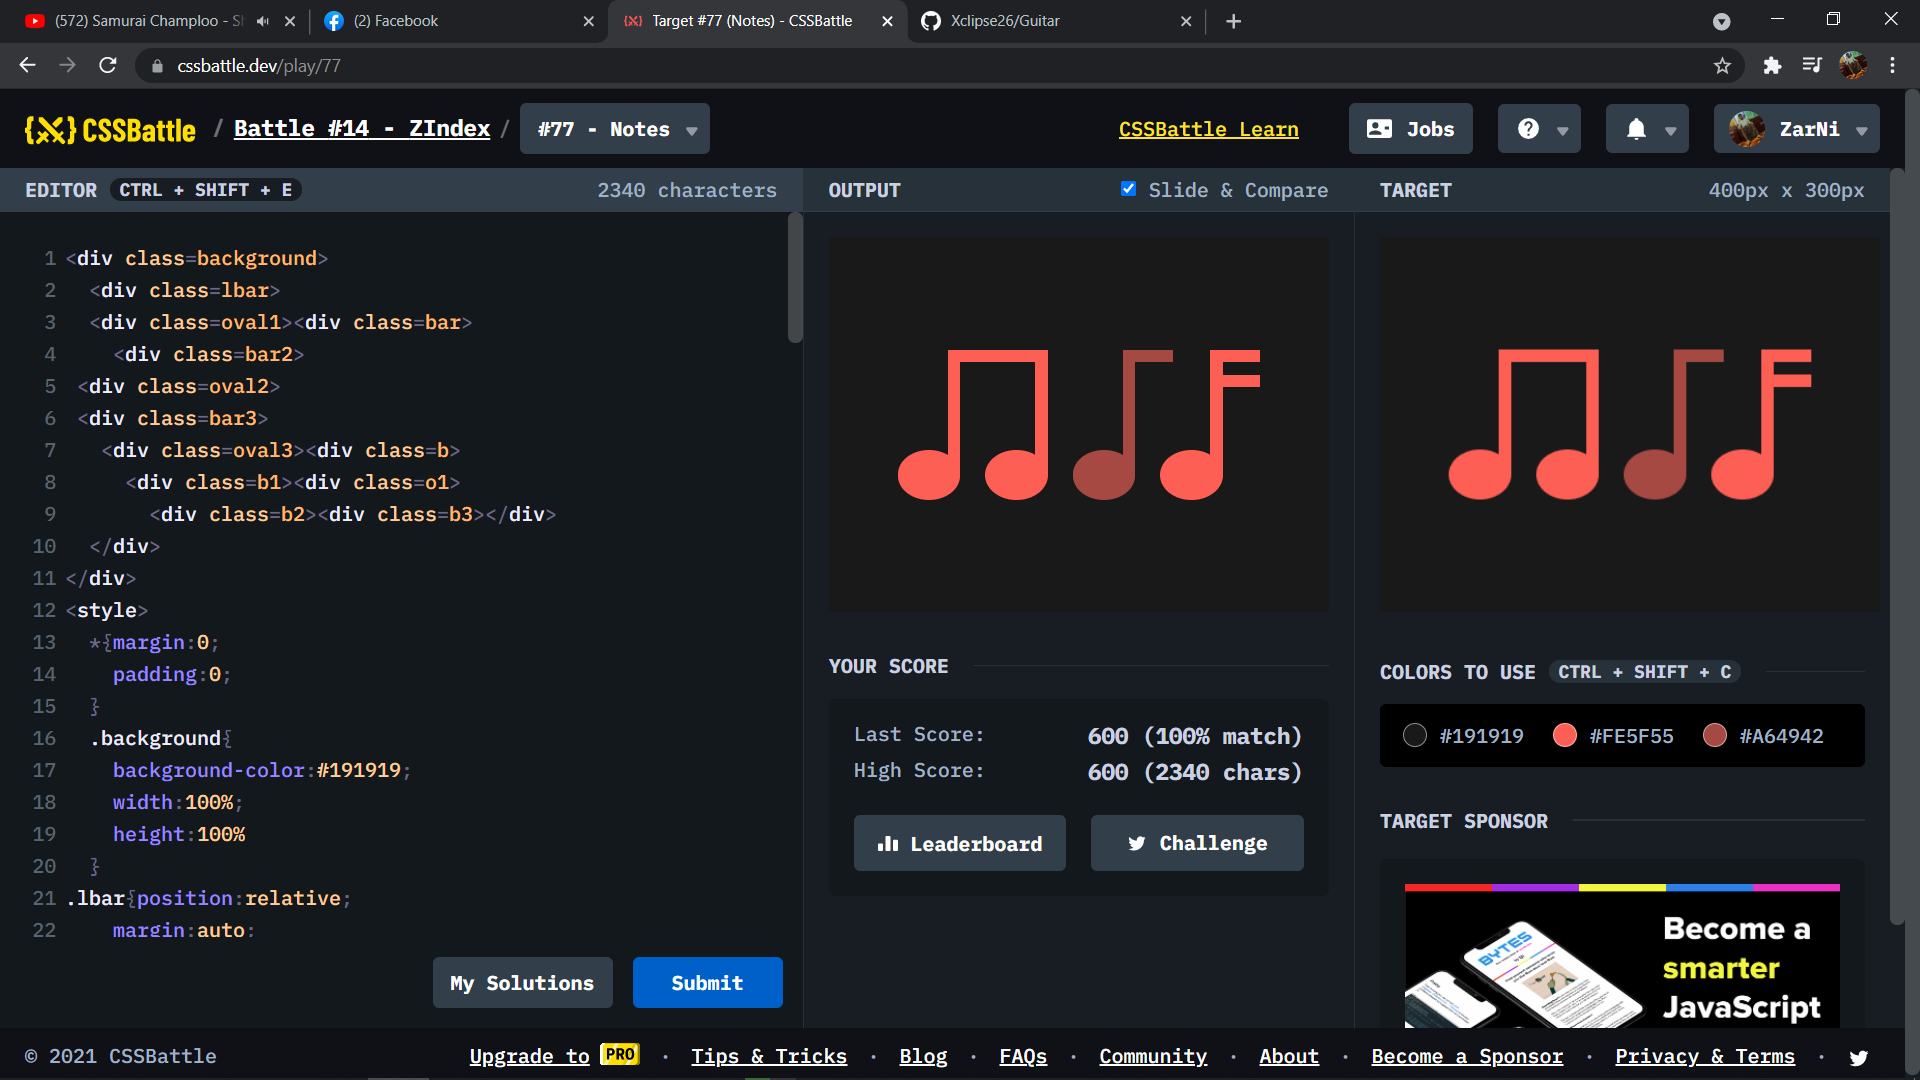 (572) Samurai Champloo - Sh
(2) Facebook
Target #77 (Notes) - CSSBattle
Xclipse26/Guitar
cssbattle.dev/play/77
CSSBattle / Battle #14 - ZIndex / #77 - Notes
CSSBattle Learn
Jobs
ZarNi
EDITOR CTRL + SHIFT + E 2340 characters
OUTPUT Slide & Compare
TARGET 400px x 300px
1 <div class=background>
2 <div class=lbar>
3 <div class=oval1><div class=bar>
4 <div class=bar2>
5 <div class=oval2>
6 <div class=bar3>
7 <div class=oval3><div class=b>
8 <div class=b1><div class=o1>
9 <div class=b2><div class=b3></div>
10 </div>
11 </div>
12 <style>
13 *{margin:0;
14 padding:0;
15 }
16 .background{
17 background-color:#191919;
18 width:100%;
19 height:100%
20 }
21 .lbar{position:relative;
22 margin:auto:
My Solutions
Submit
YOUR SCORE
Last Score: 600 (100% match)
High Score: 600 (2340 chars)
Leaderboard
Challenge
COLORS TO USE CTRL + SHIFT + C
#191919 #FE5F55 #A64942
TARGET SPONSOR
BYTES
Become a
smarter
JavaScript
© 2021 CSSBattle
Upgrade to PRO · Tips & Tricks · Blog · FAQs · Community · About · Become a Sponsor · Privacy & Terms ·